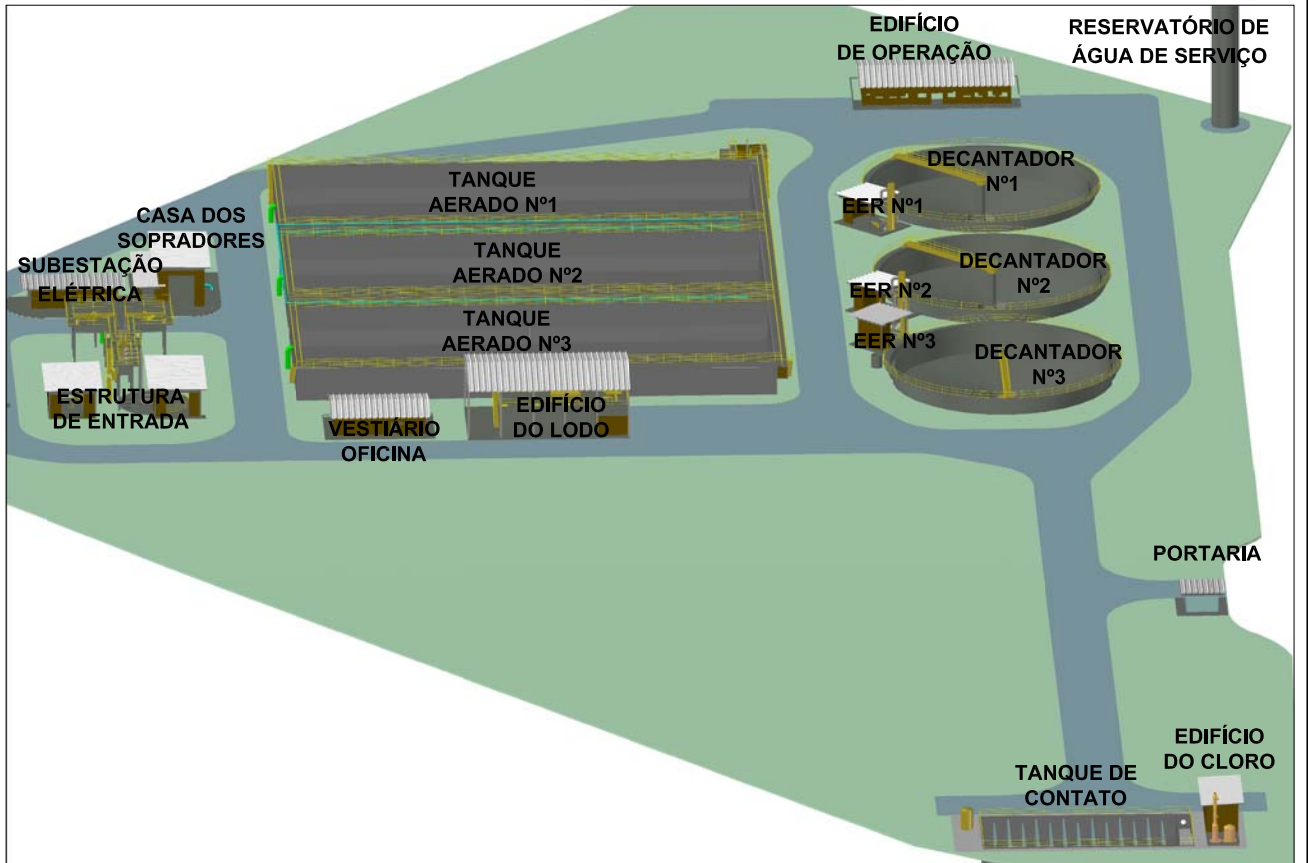 EDIFÍCIO
DE OPERAÇÃO
RESERVATÓRIO DE
ÁGUA DE SERVIÇO
TANQUE
AERADO Nº1
DECANTADOR
Nº1
EER Nº1
CASA DOS
SOPRADORES
SUBESTAÇÃO
ELÉTRICA
TANQUE
AERADO Nº2
DECANTADOR
Nº2
EER Nº2
TANQUE
AERADO Nº3
EER Nº3
DECANTADOR
Nº3
ESTRUTURA
DE ENTRADA
VESTIÁRIO
OFICINA
EDIFÍCIO
DO LODO
PORTARIA
EDIFÍCIO
DO CLORO
TANQUE DE
CONTATO